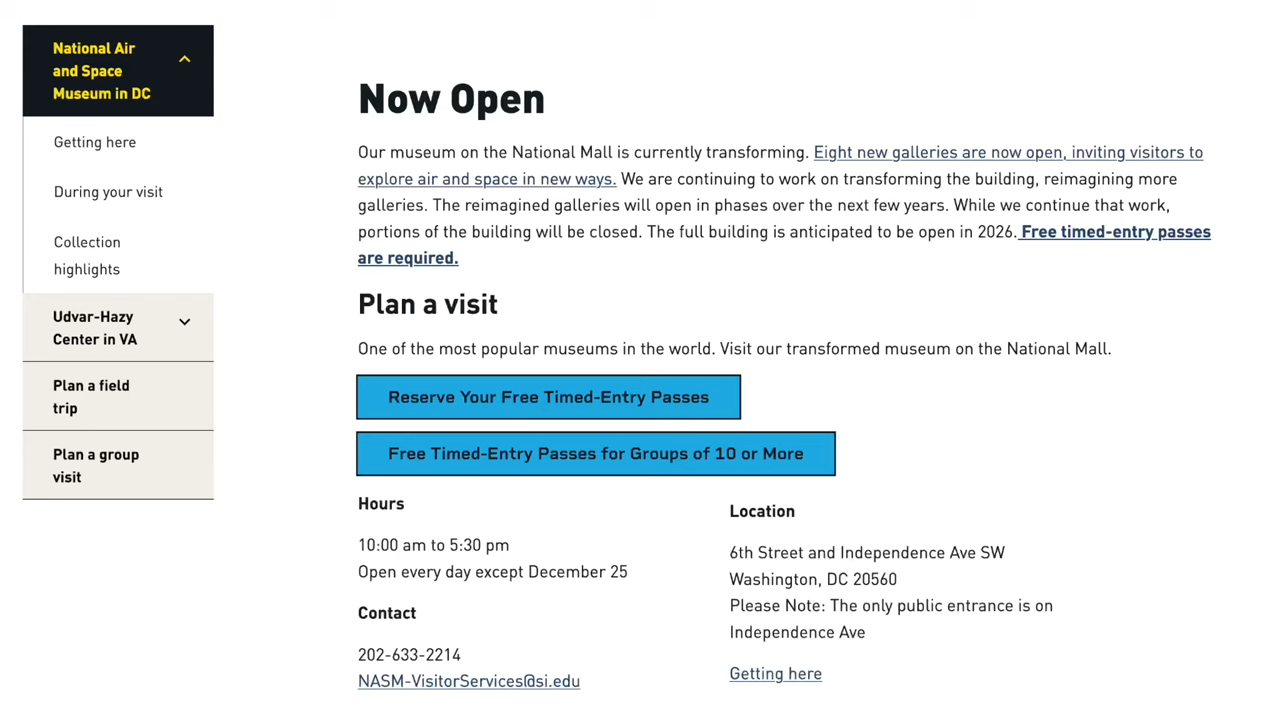 National Air
and Space
Museum in DC
Getting here
During your visit
Collection
highlights
Udvar-Hazy
Center in VA
Plan a field
trip
Plan a group
visit
Now Open
Our museum on the National Mall is currently transforming. Eight new galleries are now open, inviting visitors to
explore air and space in new ways. We are continuing to work on transforming the building, reimagining more
galleries. The reimagined galleries will open in phases over the next few years. While we continue that work,
portions of the building will be closed. The full building is anticipated to be open in 2026. Free timed-entry passes
are required.
Plan a visit
One of the most popular museums in the world. Visit our transformed museum on the National Mall.
Reserve Your Free Timed-Entry Passes
Free Timed-Entry Passes for Groups of 10 or More
Hours
10:00 am to 5:30 pm
Open every day except December 25
Contact
202-633-2214
NASM-VisitorServices@si.edu
Location
6th Street and Independence Ave SW
Washington, DC 20560
Please Note: The only public entrance is on
Independence Ave
Getting here